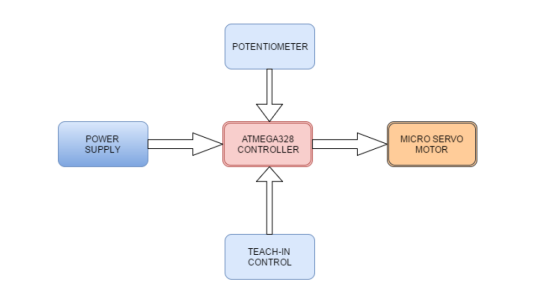 POTENTIOMETER
POWER
SUPPLY
ATMEGA328
CONTROLLER
MICRO SERVO
MOTOR
TEACH-IN
CONTROL